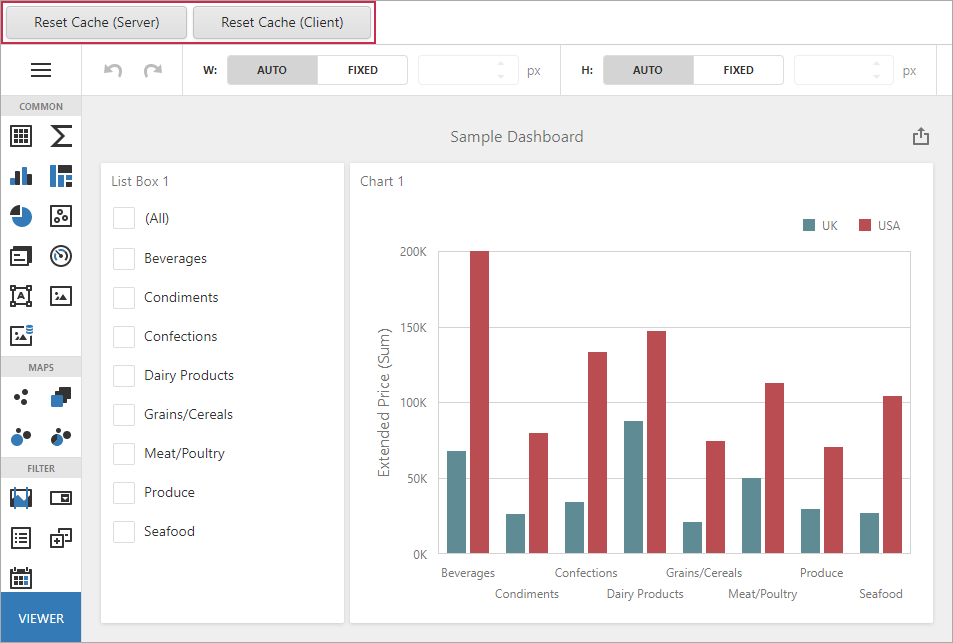 Reset Cache (Server) Reset Cache (Client)
W: AUTO FIXED px H: AUTO FIXED px
COMMON
Sample Dashboard
List Box 1
(All)
Beverages
Condiments
Confections
Dairy Products
Grains/Cereals
Meat/Poultry
Produce
Seafood
Chart 1
UK USA
200K
150K
100K
50K
0K
Extended Price (Sum)
Beverages Confections Grains/Cereals Produce
Condiments Dairy Products Meat/Poultry Seafood
A
MAPS
FILTER
VIEWER